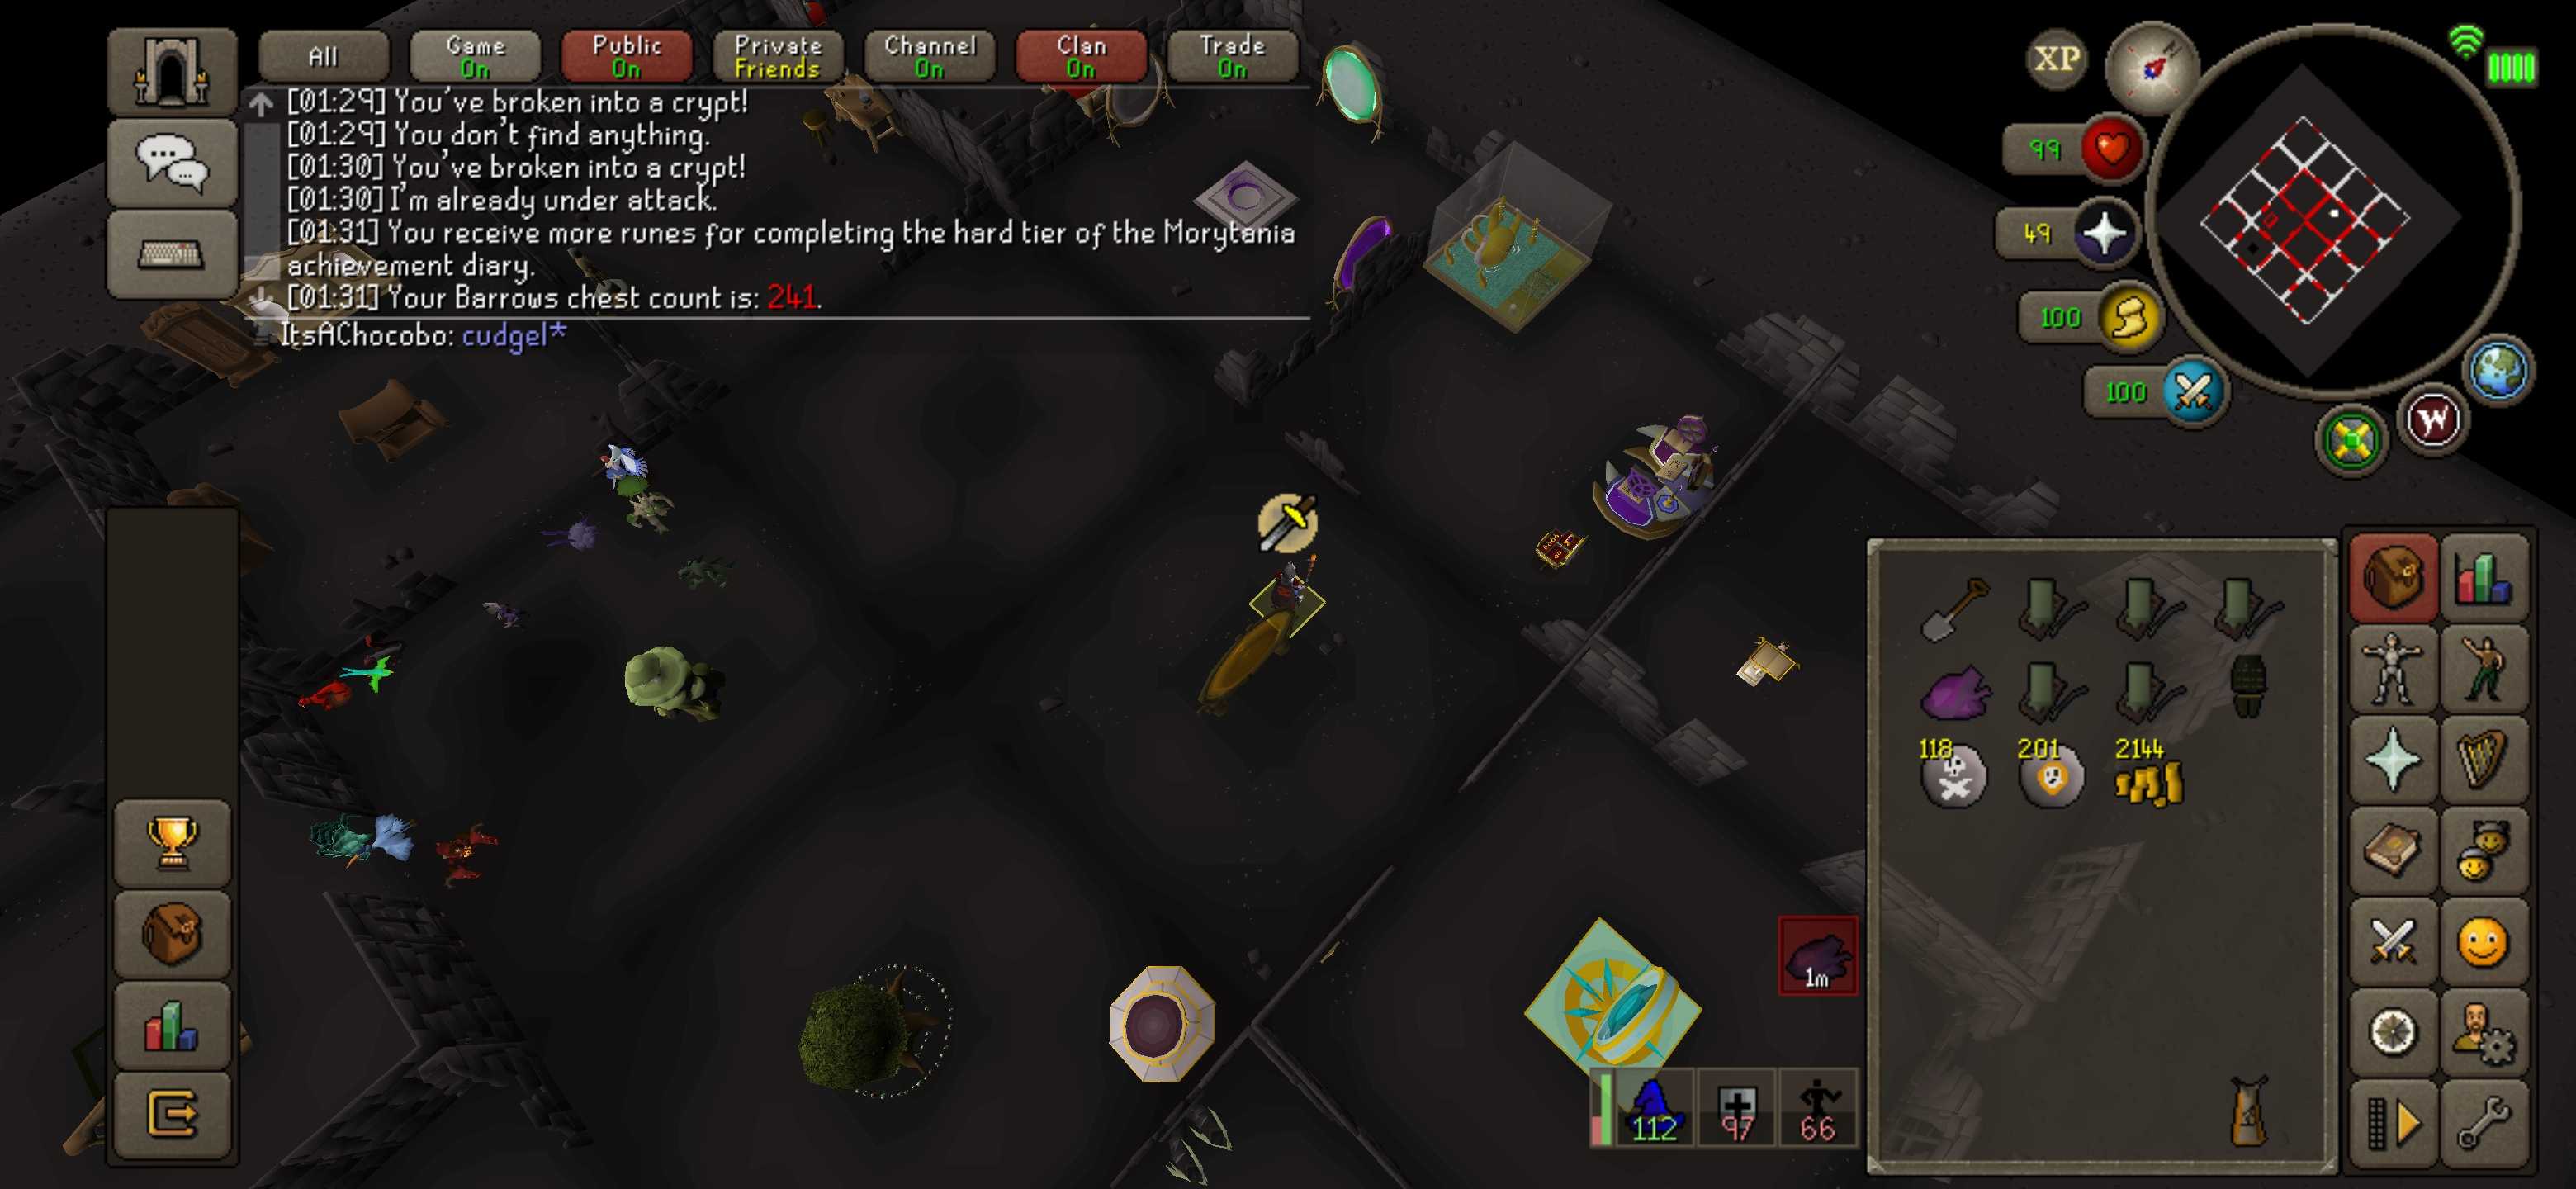 All
Game
On
Public
On
Private
Friends
Channel
On
Clan
On
Trade
On
XP
[01:29] You've broken into a crypt!
[01:29] You don't find anything.
[01:30] You've broken into a crypt!
[01:30] I'm already under attack.
[01:31] You receive more runes for completing the hard tier of the Morytania
achievement diary.
[01:31] Your Barrows chest count is: 241.
ItsAChocobo: cudgel*
N
99
49
100
100
W
118
201
2144
1m
112
97
66